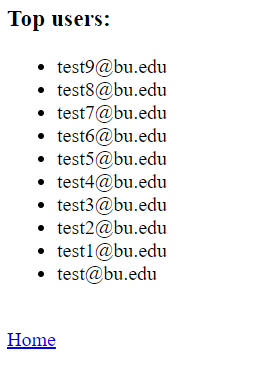 Top users:
test9@bu.edu
test8@bu.edu
test7@bu.edu
test6@bu.edu
test5@bu.edu
test4@bu.edu
test3@bu.edu
test2@bu.edu
test1@bu.edu
test@bu.edu
Home